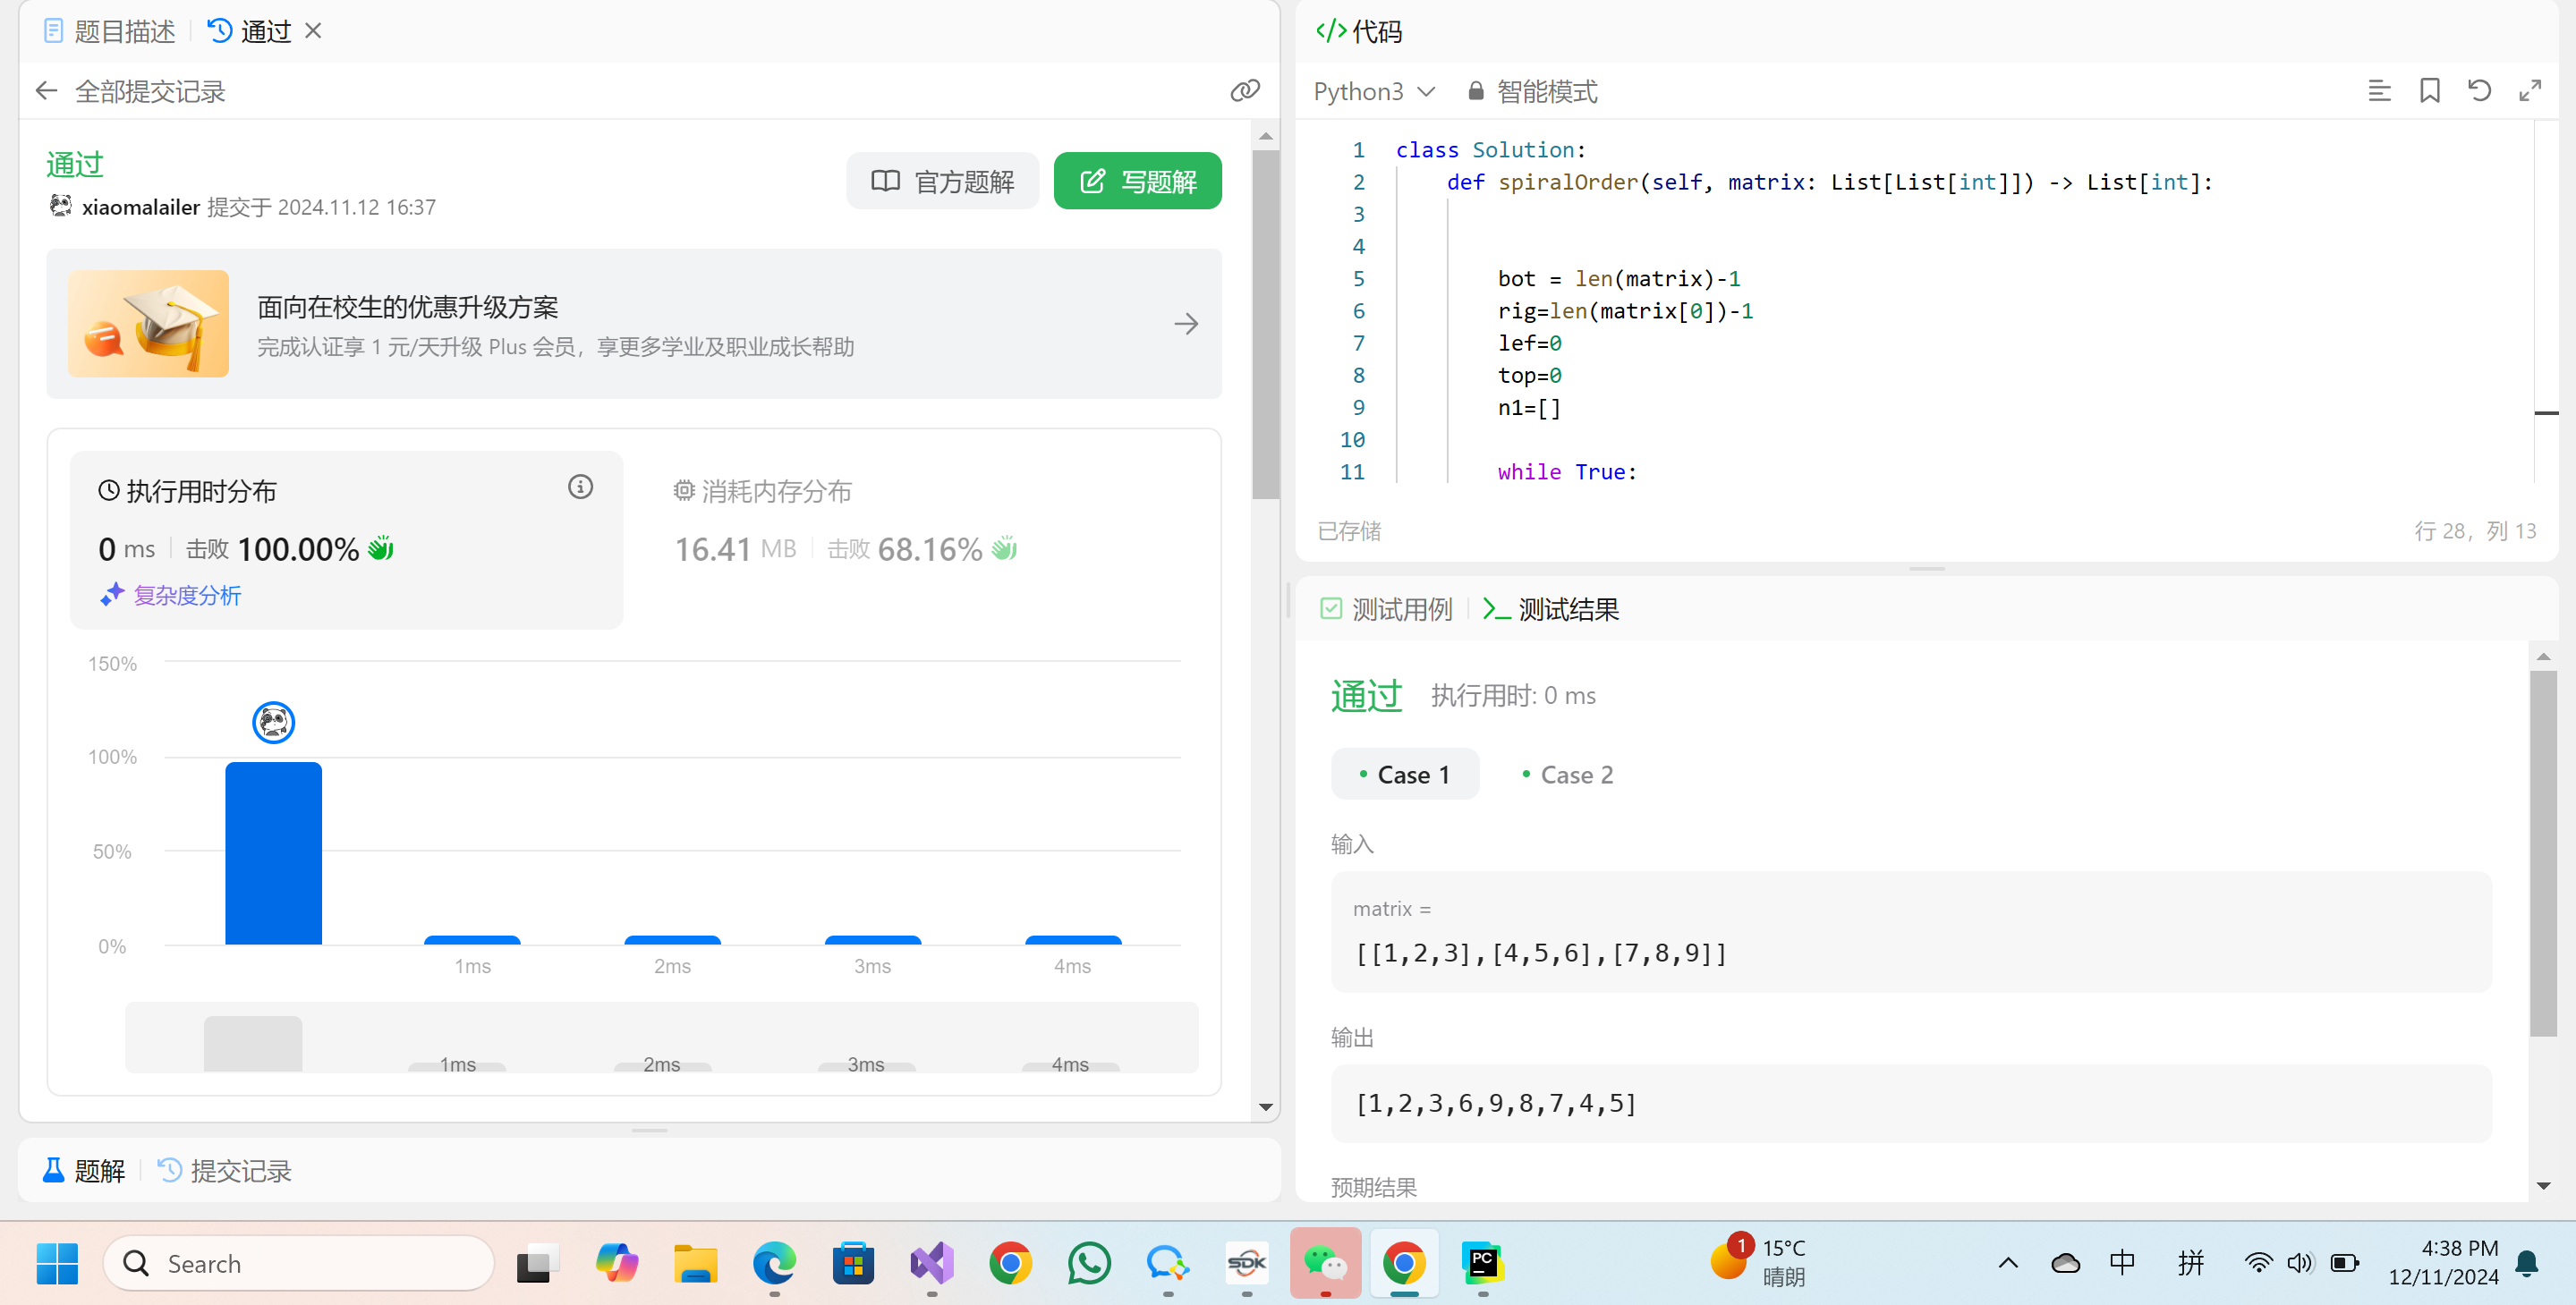 题目描述
通过
全部提交记录
通过
xiaomalailer 提交于 2024.11.12 16:37
官方题解
写题解
面向在校生的优惠升级方案
完成认证享 1 元/天升级 Plus 会员，享更多学业及职业成长帮助
执行用时分布
0 ms 击败 100.00%
复杂度分析
消耗内存分布
16.41 MB 击败 68.16%
150%
100%
50%
0%
1ms 2ms 3ms 4ms
1ms 2ms 3ms 4ms
题解
提交记录
</>代码
Python3
智能模式
1 class Solution:
2 def spiralOrder(self, matrix: List[List[int]]) -> List[int]:
3
4
5 bot = len(matrix)-1
6 rig=len(matrix[0])-1
7 lef=0
8 top=0
9 n1=[]
10
11 while True:
已存储
行 28，列 13
测试用例
测试结果
通过 执行用时: 0 ms
Case 1
Case 2
输入
matrix =
[[1,2,3],[4,5,6],[7,8,9]]
输出
[1,2,3,6,9,8,7,4,5]
预期结果
Search
SDK
PC
1
15°C
晴朗
中
拼
4:38 PM
12/11/2024